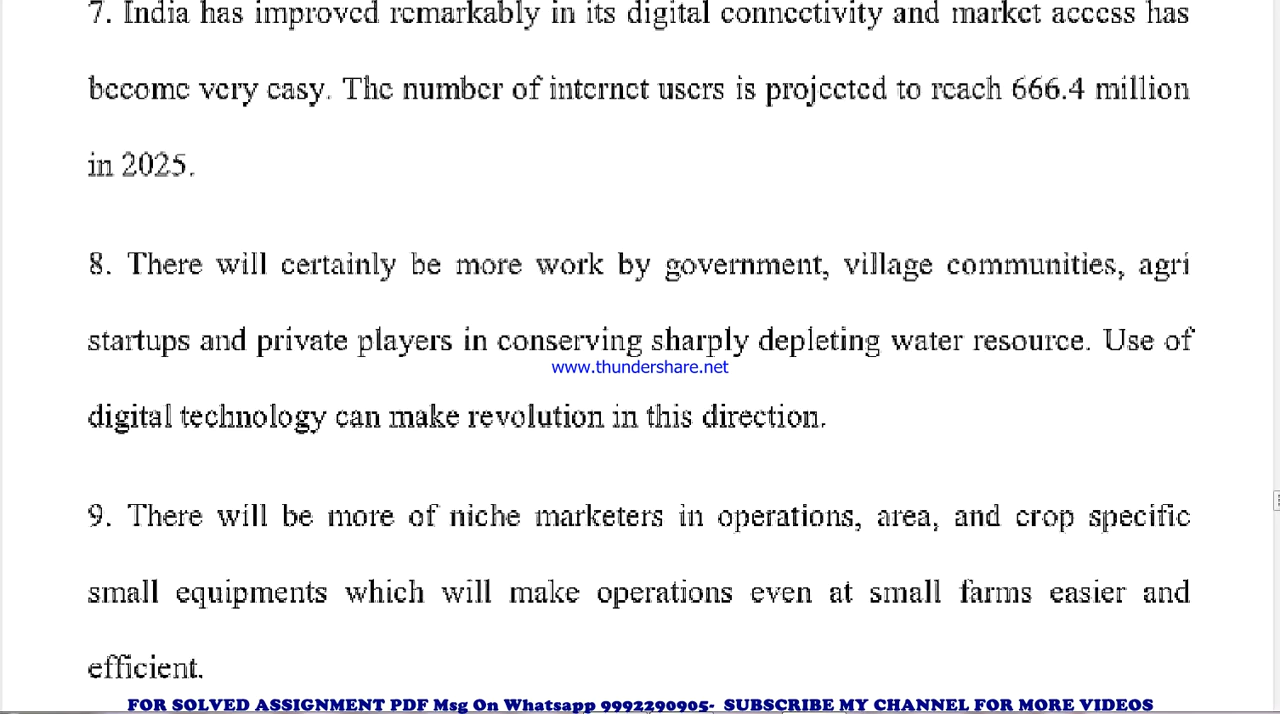 7. India has improved remarkably in its digital connectivity and market access has
become very easy. The number of internet users is projected to reach 666.4 million
in 2025.
8. There will certainly be more work by government, village communities, agri
startups and private players in conserving sharply depleting water resource. Use of
www.thundershare.net
digital technology can make revolution in this direction.
9. There will be more of niche marketers in operations, area, and crop specific
small equipments which will make operations even at small farms easier and
efficient.
FOR SOLVED ASSIGNMENT PDF Msg On Whatsapp 9992290905- SUBSCRIBE MY CHANNEL FOR MORE VIDEOS